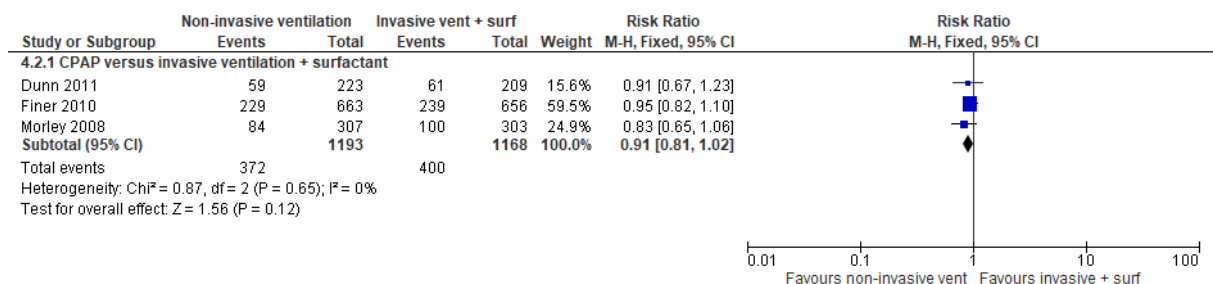 Non-invasive ventilation Invasive vent + surf Risk Ratio Risk Ratio
Study or Subgroup Events Total Events Total Weight M-H, Fixed, 95% CI M-H, Fixed, 95% CI
4.2.1 CPAP versus invasive ventilation + surfactant
Dunn 2011 59 223 61 209 15.6% 0.91 [0.67, 1.23]
Finer 2010 229 663 239 656 59.5% 0.95 [0.82, 1.10]
Morley 2008 84 307 100 303 24.9% 0.83 [0.65, 1.06]
Subtotal (95% CI) 1193 1168 100.0% 0.91 [0.81, 1.02]
Total events 372 400
Heterogeneity: Chi² = 0.87, df = 2 (P = 0.65); I² = 0%
Test for overall effect: Z = 1.56 (P = 0.12)
0.01 0.1 1 10 100
Favours non-invasive vent Favours invasive + surf